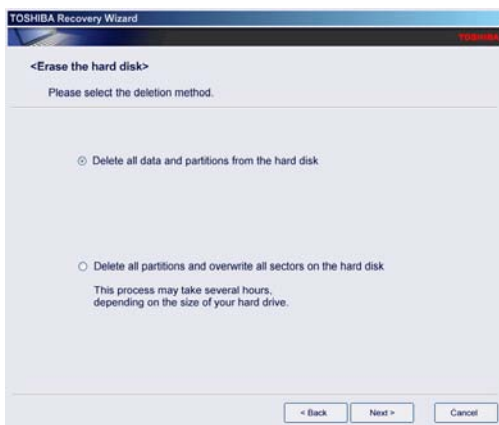 TOSHIBA Recovery Wizard
TOSHIBA
<Erase the hard disk>
Please select the deletion method.
Delete all data and partitions from the hard disk
Delete all partitions and overwrite all sectors on the hard disk
This process may take several hours,
depending on the size of your hard drive.
< Back Next > Cancel